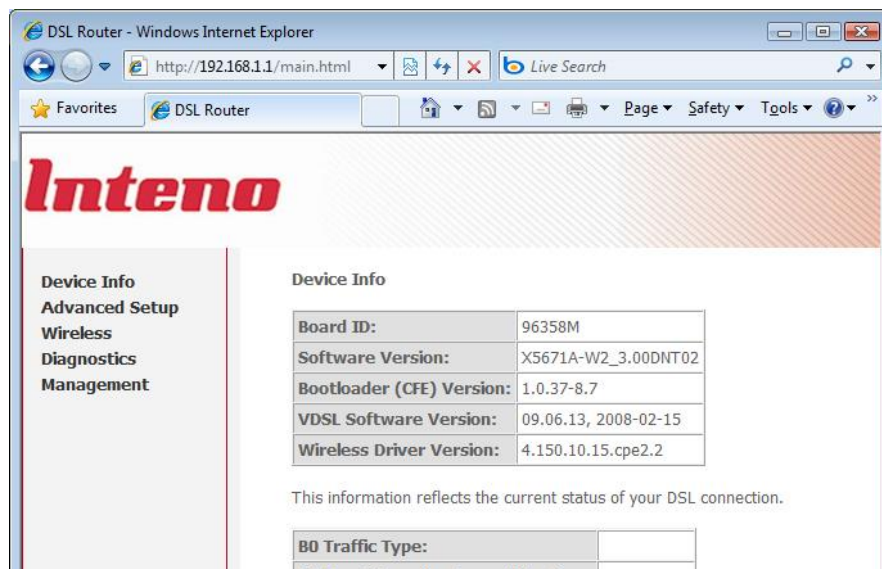 DSL Router - Windows Internet Explorer
http://192.168.1.1/main.html
Live Search
Favorites
DSL Router
Page
Safety
Tools
Inteno
Device Info
Advanced Setup
Wireless
Diagnostics
Management
Device Info
Board ID: 96358M
Software Version: X5671A-W2_3.00DNT02
Bootloader (CFE) Version: 1.0.37-8.7
VDSL Software Version: 09.06.13, 2008-02-15
Wireless Driver Version: 4.150.10.15.cpe2.2
This information reflects the current status of your DSL connection.
B0 Traffic Type: